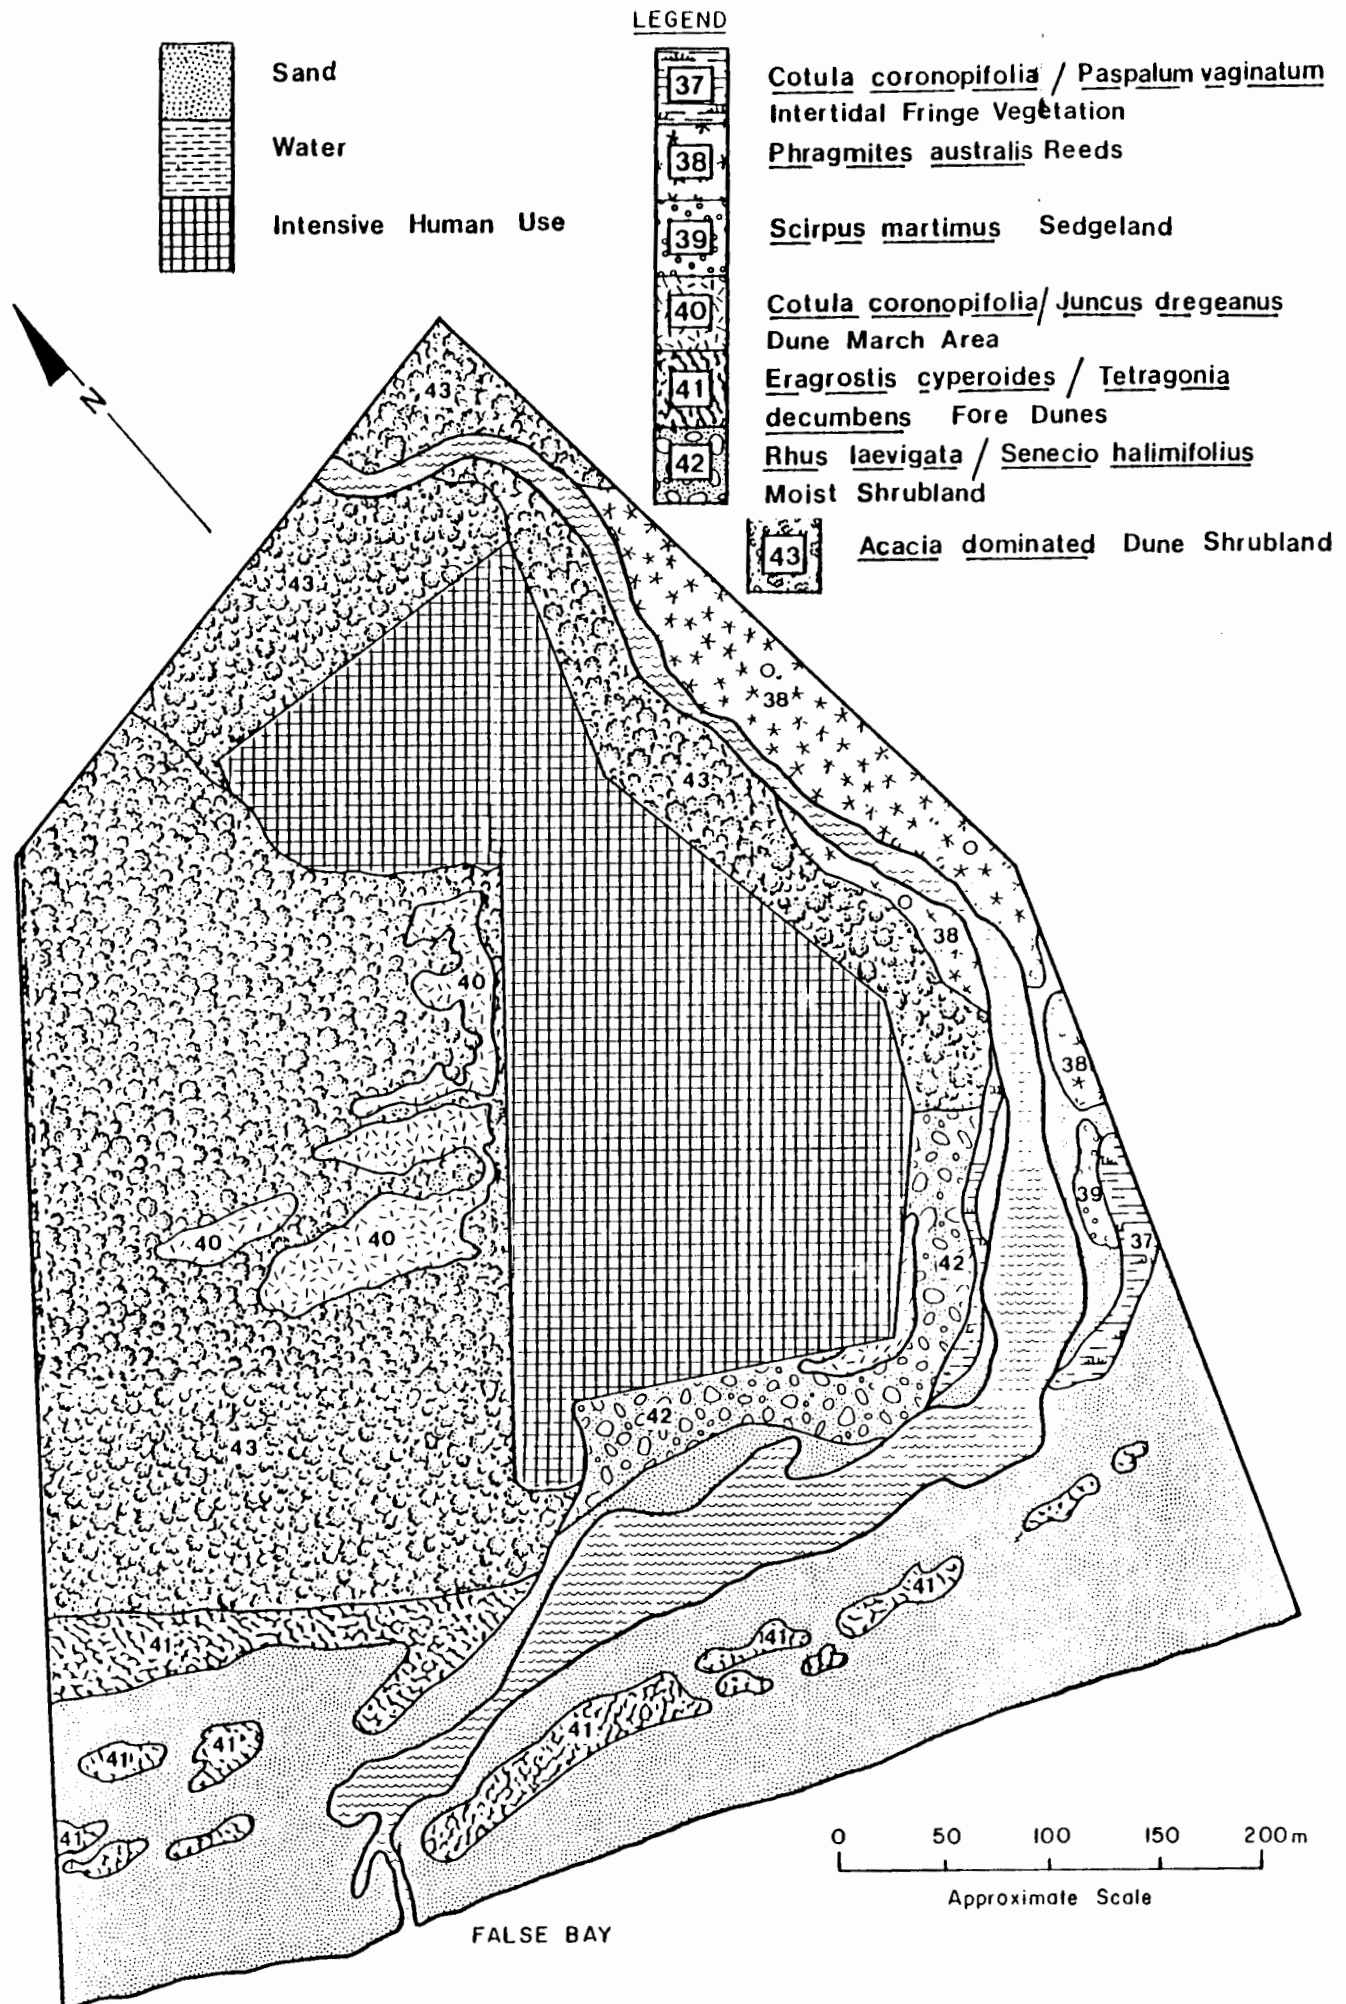 LEGEND
Sand
Water
Intensive Human Use
37
Cotula coronopifolia / Paspalum vaginatum
Intertidal Fringe Vegetation
38
Phragmites australis Reeds
39
Scirpus martimus Sedgeland
40
Cotula coronopifolia / Juncus dregeanus
Dune March Area
41
Eragrostis cyperoides / Tetragonia
decumbens Fore Dunes
42
Rhus laevigata / Senecio halimifolius
Moist Shrubland
43
Acacia dominated Dune Shrubland
N
43
43
38
43
38
40
38
39
37
40
40
42
42
43
41
41
41
41
41
41
41
0 50 100 150 200 m
Approximate Scale
FALSE BAY